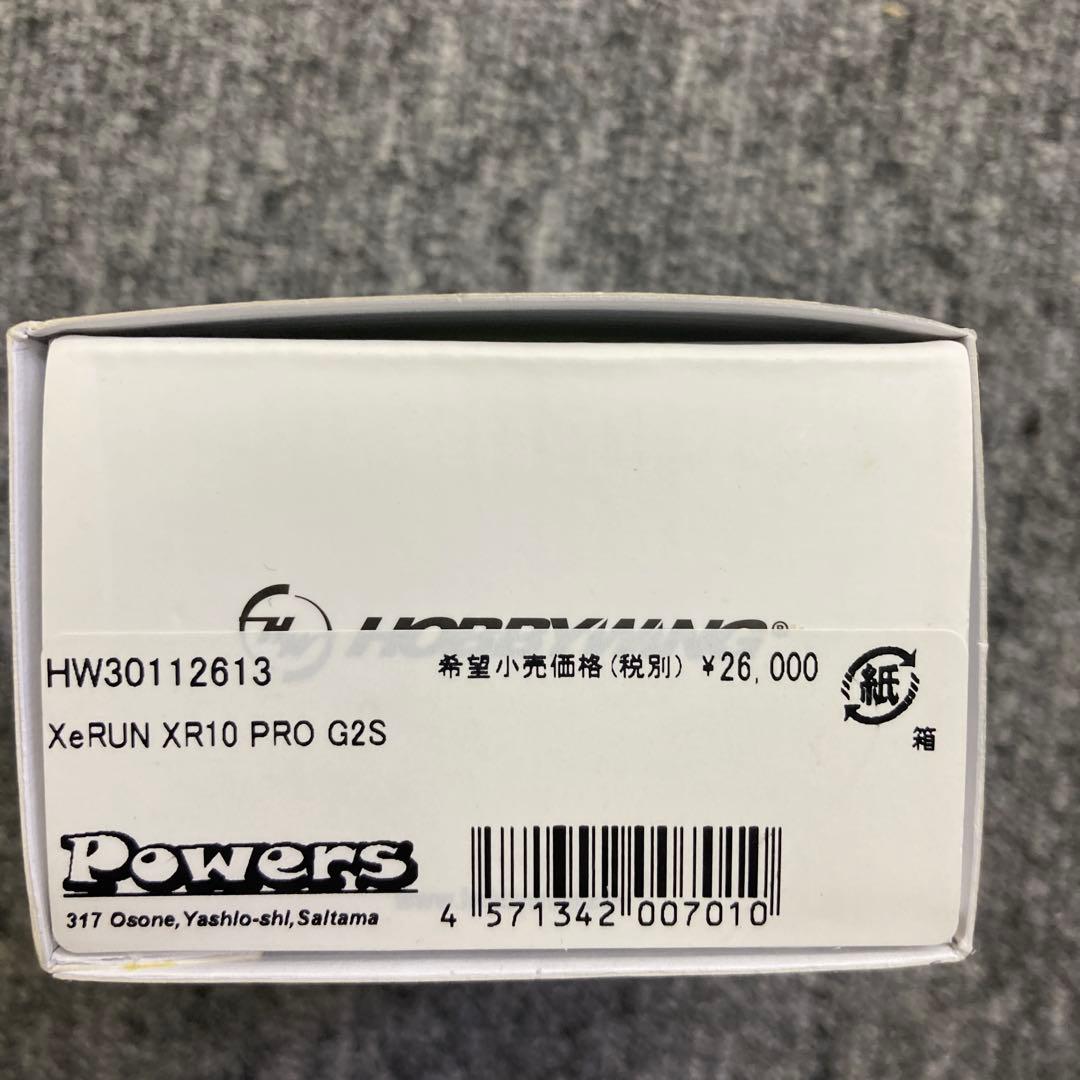 HOBBYWING®
HW30112613
希望小売価格(税別) ¥26,000
紙
箱
XeRUN XR10 PRO G2S
Powers
317 Osone, Yashio-shi, Saitama
4 571342 007010